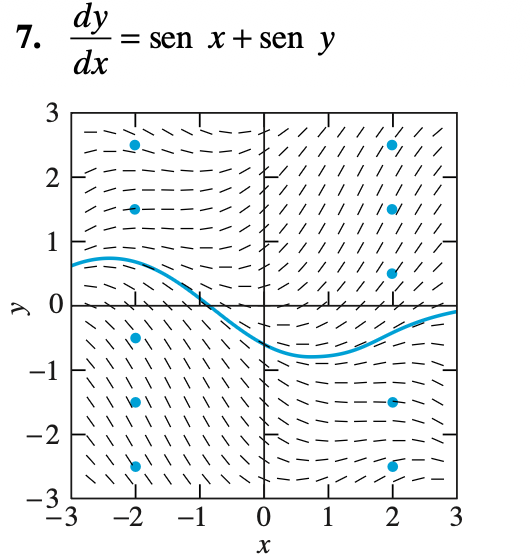 7. dy/dx = sen x + sen y
3
2
1
0
−1
−2
−3
y
−3 −2 −1 0 1 2 3
x